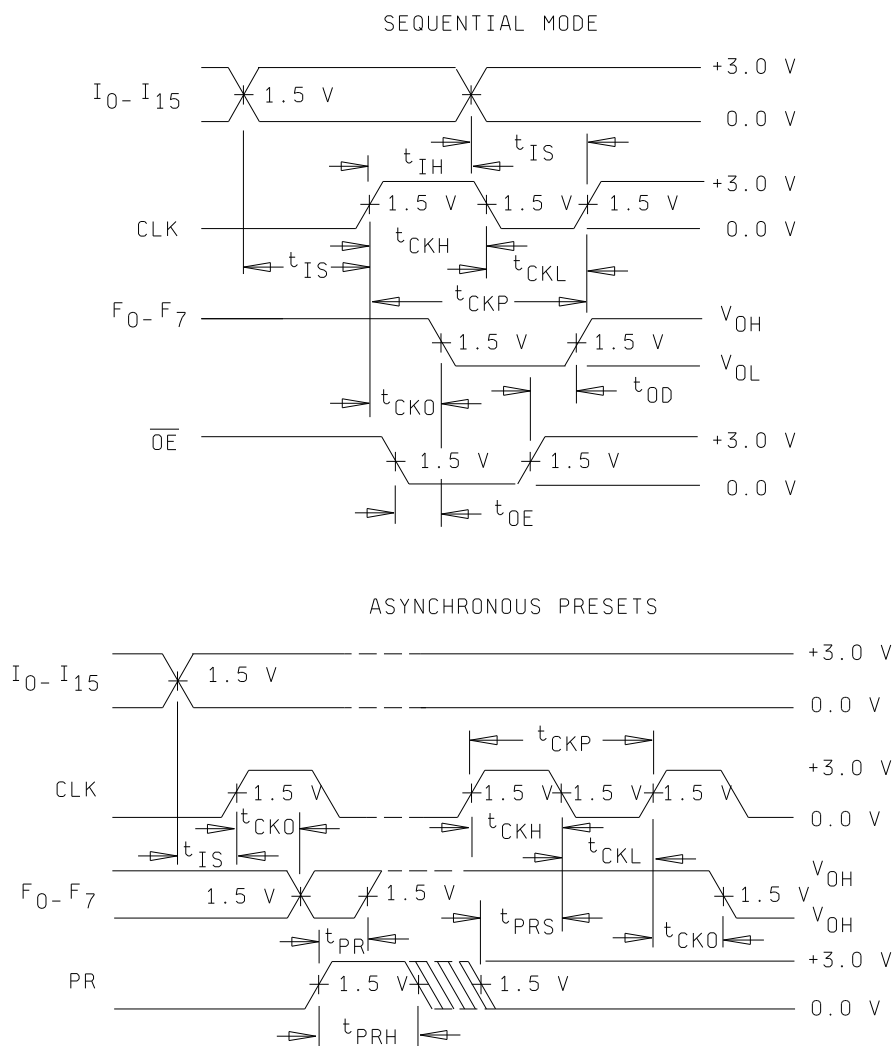 SEQUENTIAL MODE
I0- I15
1.5 V
+3.0 V
0.0 V
tIS
tIH
+3.0 V
CLK
1.5 V
1.5 V
1.5 V
0.0 V
tCKH
tIS
tCKL
tCKP
F0- F7
VOH
1.5 V
1.5 V
VOL
tCKO
tOD
OE
+3.0 V
1.5 V
1.5 V
0.0 V
tOE
ASYNCHRONOUS PRESETS
I0- I15
1.5 V
+3.0 V
0.0 V
tCKP
CLK
+3.0 V
1.5 V
1.5 V
1.5 V
1.5 V
0.0 V
tCKO
tCKH
tIS
tCKL
F0- F7
VOH
1.5 V
1.5 V
1.5 V
VOH
tPR
tPRS
tCKO
PR
+3.0 V
1.5 V
1.5 V
0.0 V
tPRH